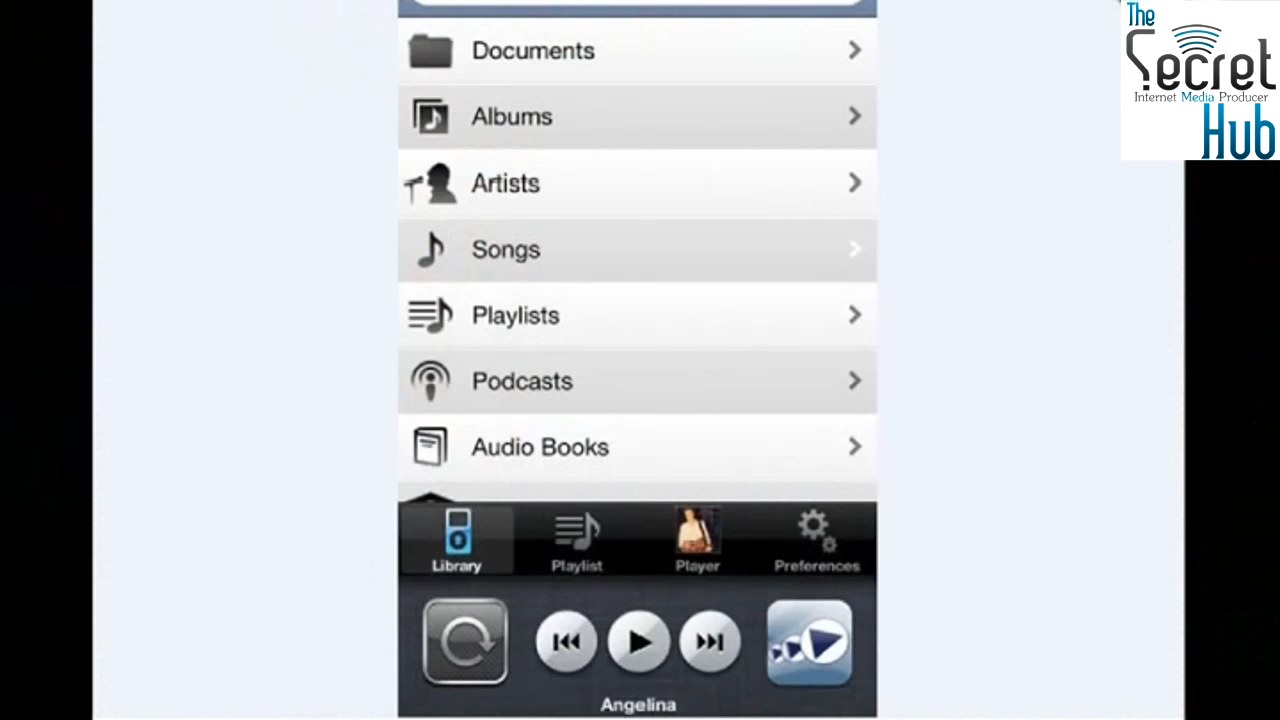 The
Secret
Internet Media Producer
Hub
Documents
Albums
Artists
Songs
Playlists
Podcasts
Audio Books
Library
Playlist
Player
Preferences
Angelina